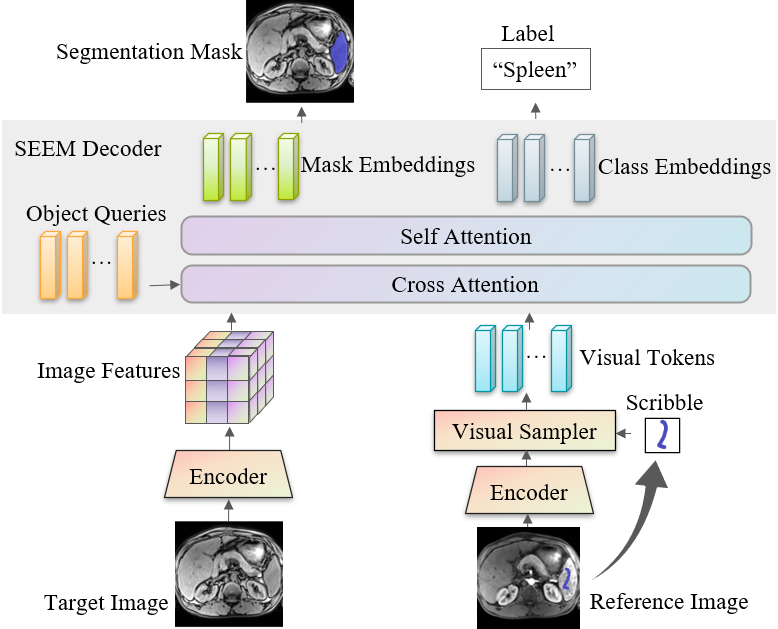 Segmentation Mask
Label
“Spleen”
SEEM Decoder
Mask Embeddings
Class Embeddings
Object Queries
Self Attention
Cross Attention
Image Features
Visual Tokens
Scribble
Visual Sampler
Encoder
Encoder
Target Image
Reference Image